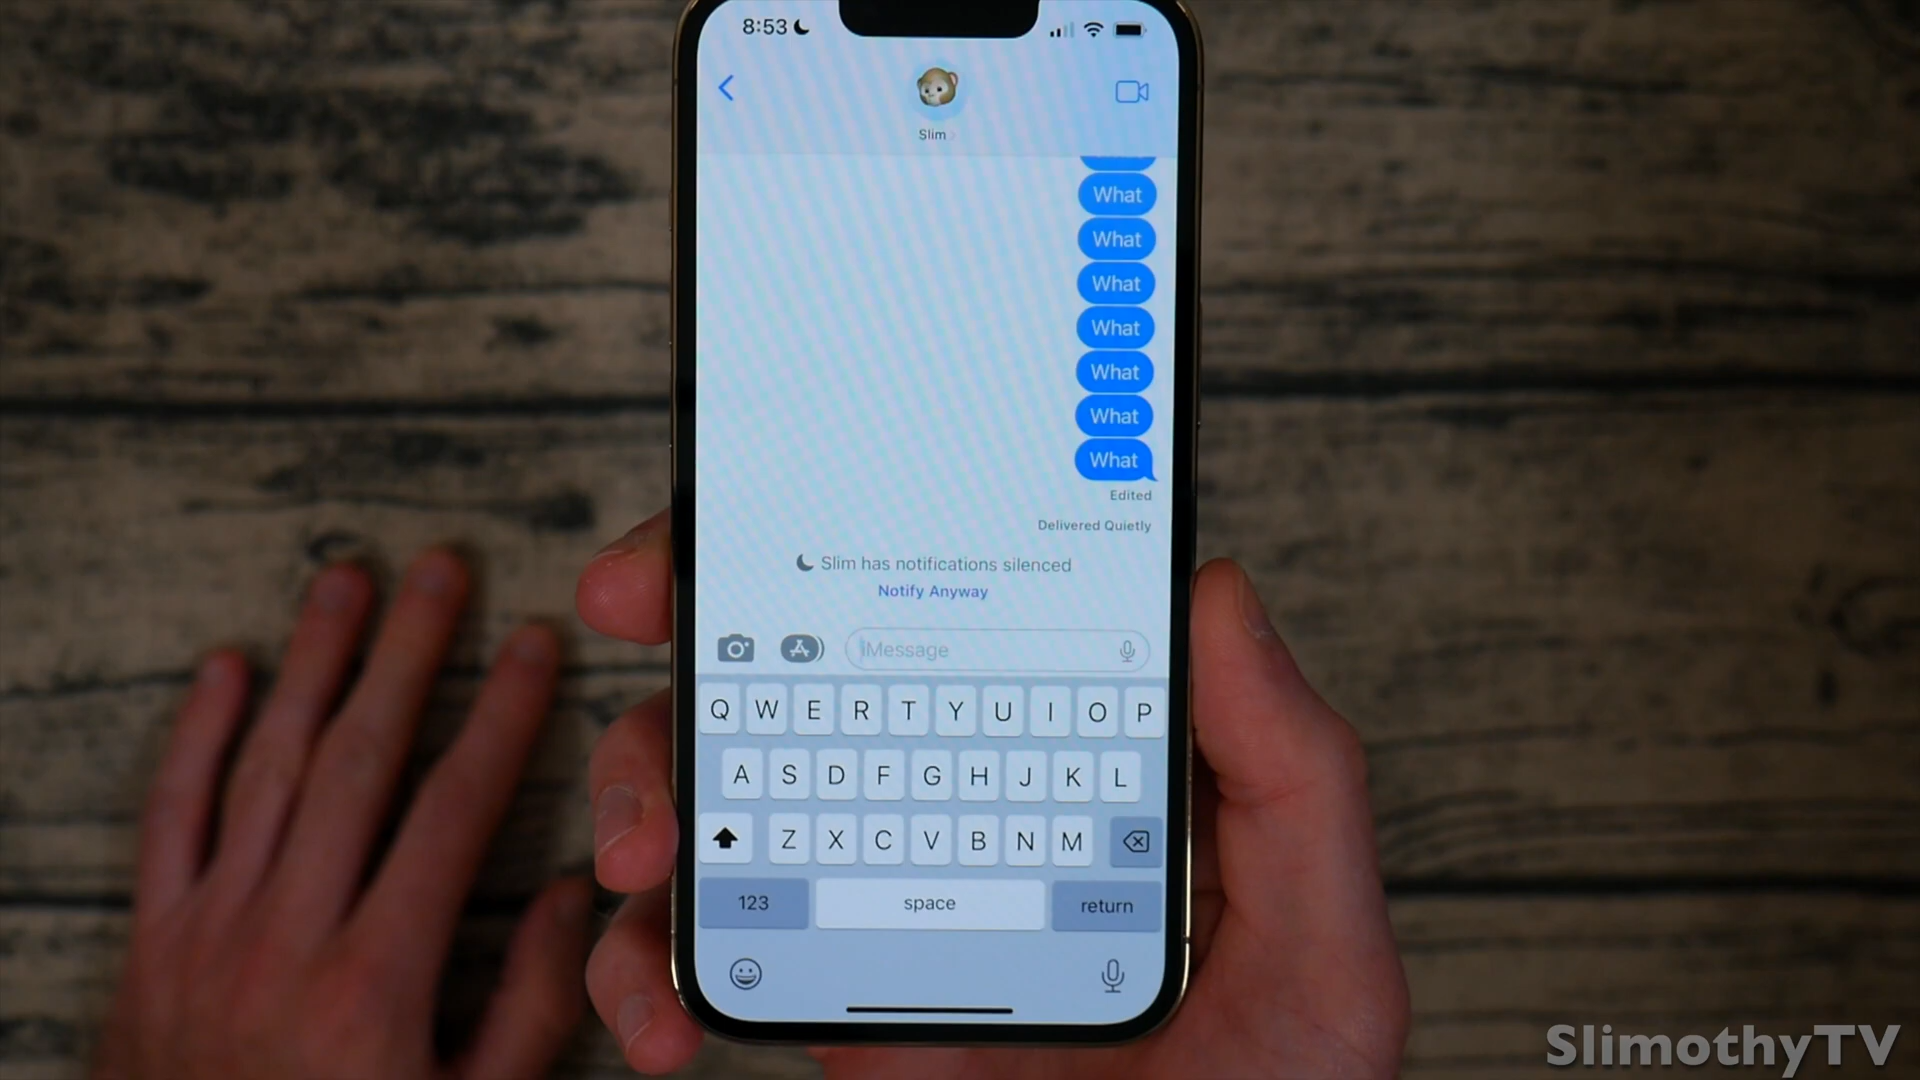 8:53
Slim
What
What
What
What
What
What
What
Edited
Delivered Quietly
Slim has notifications silenced
Notify Anyway
iMessage
Q W E R T Y U I O P
A S D F G H J K L
Z X C V B N M
123 space return
SlimothyTV